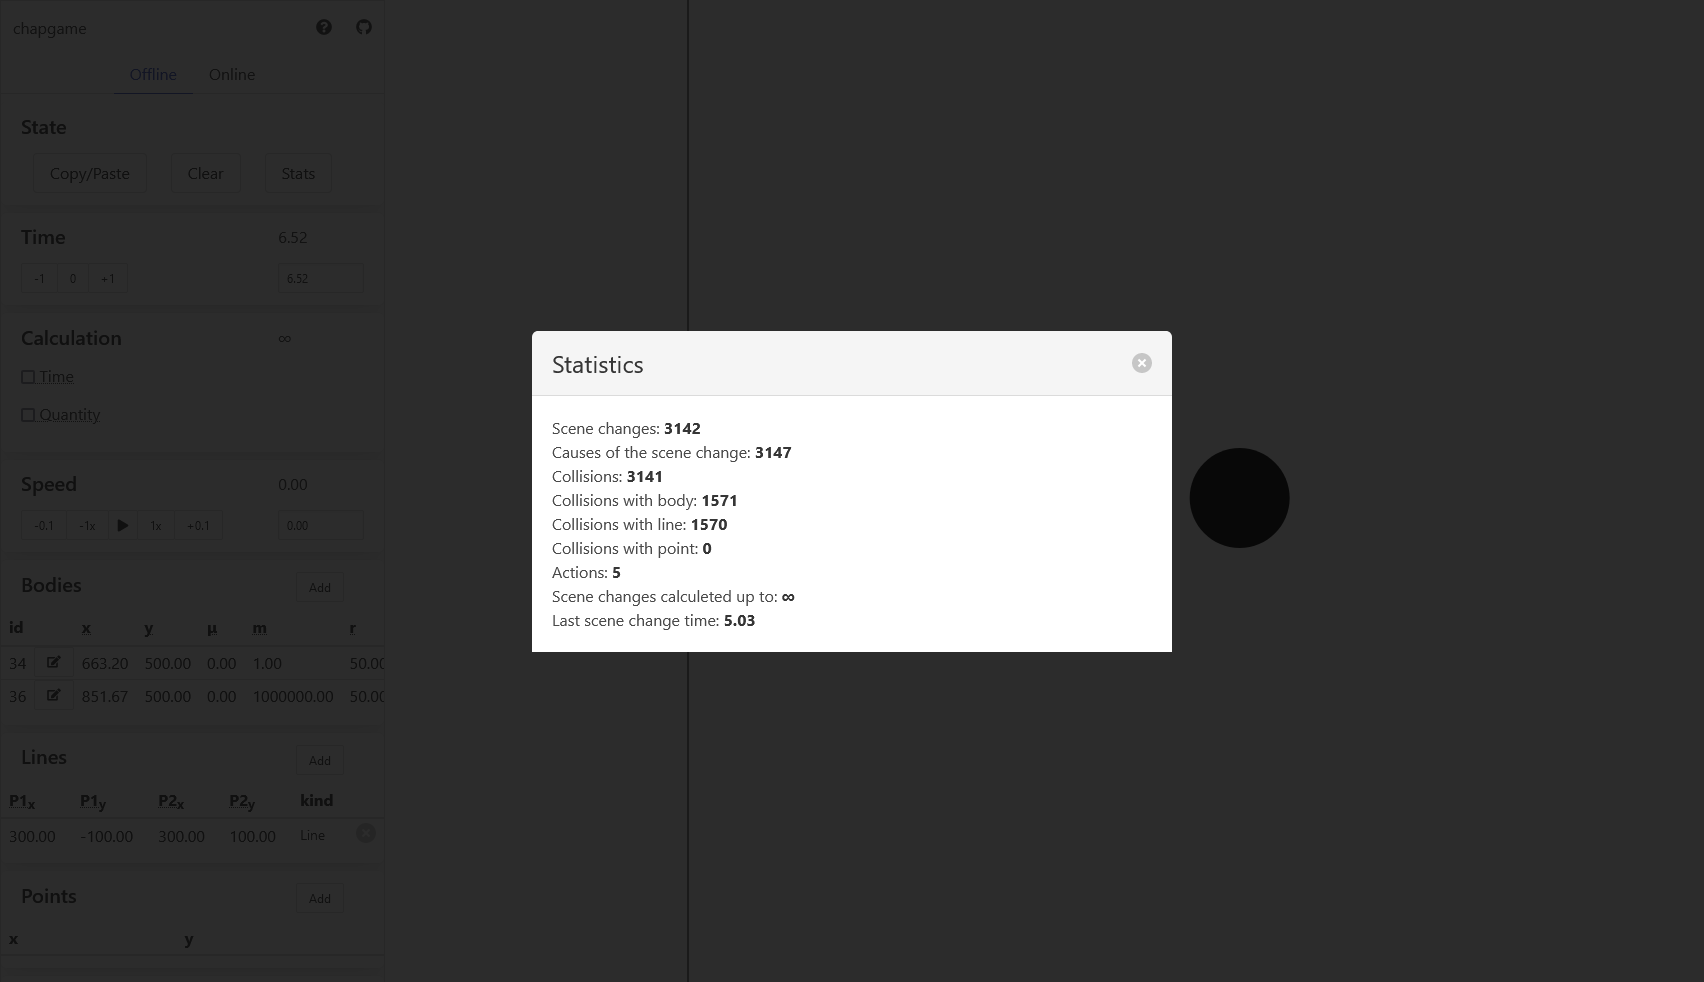 chapgame
Offline Online
State
Copy/Paste Clear Stats
Time 6.52
-1 0 +1 6.52
Calculation ∞
Time
Quantity
Speed 0.00
-0.1 -1x 1x +0.1 0.00
Bodies Add
id x y μ m r
34 663.20 500.00 0.00 1.00 50.00
36 851.67 500.00 0.00 1000000.00 50.00
Lines Add
P1x P1y P2x P2y kind
300.00 -100.00 300.00 100.00 Line
Points Add
x y
Statistics
Scene changes: 3142
Causes of the scene change: 3147
Collisions: 3141
Collisions with body: 1571
Collisions with line: 1570
Collisions with point: 0
Actions: 5
Scene changes calculeted up to: ∞
Last scene change time: 5.03